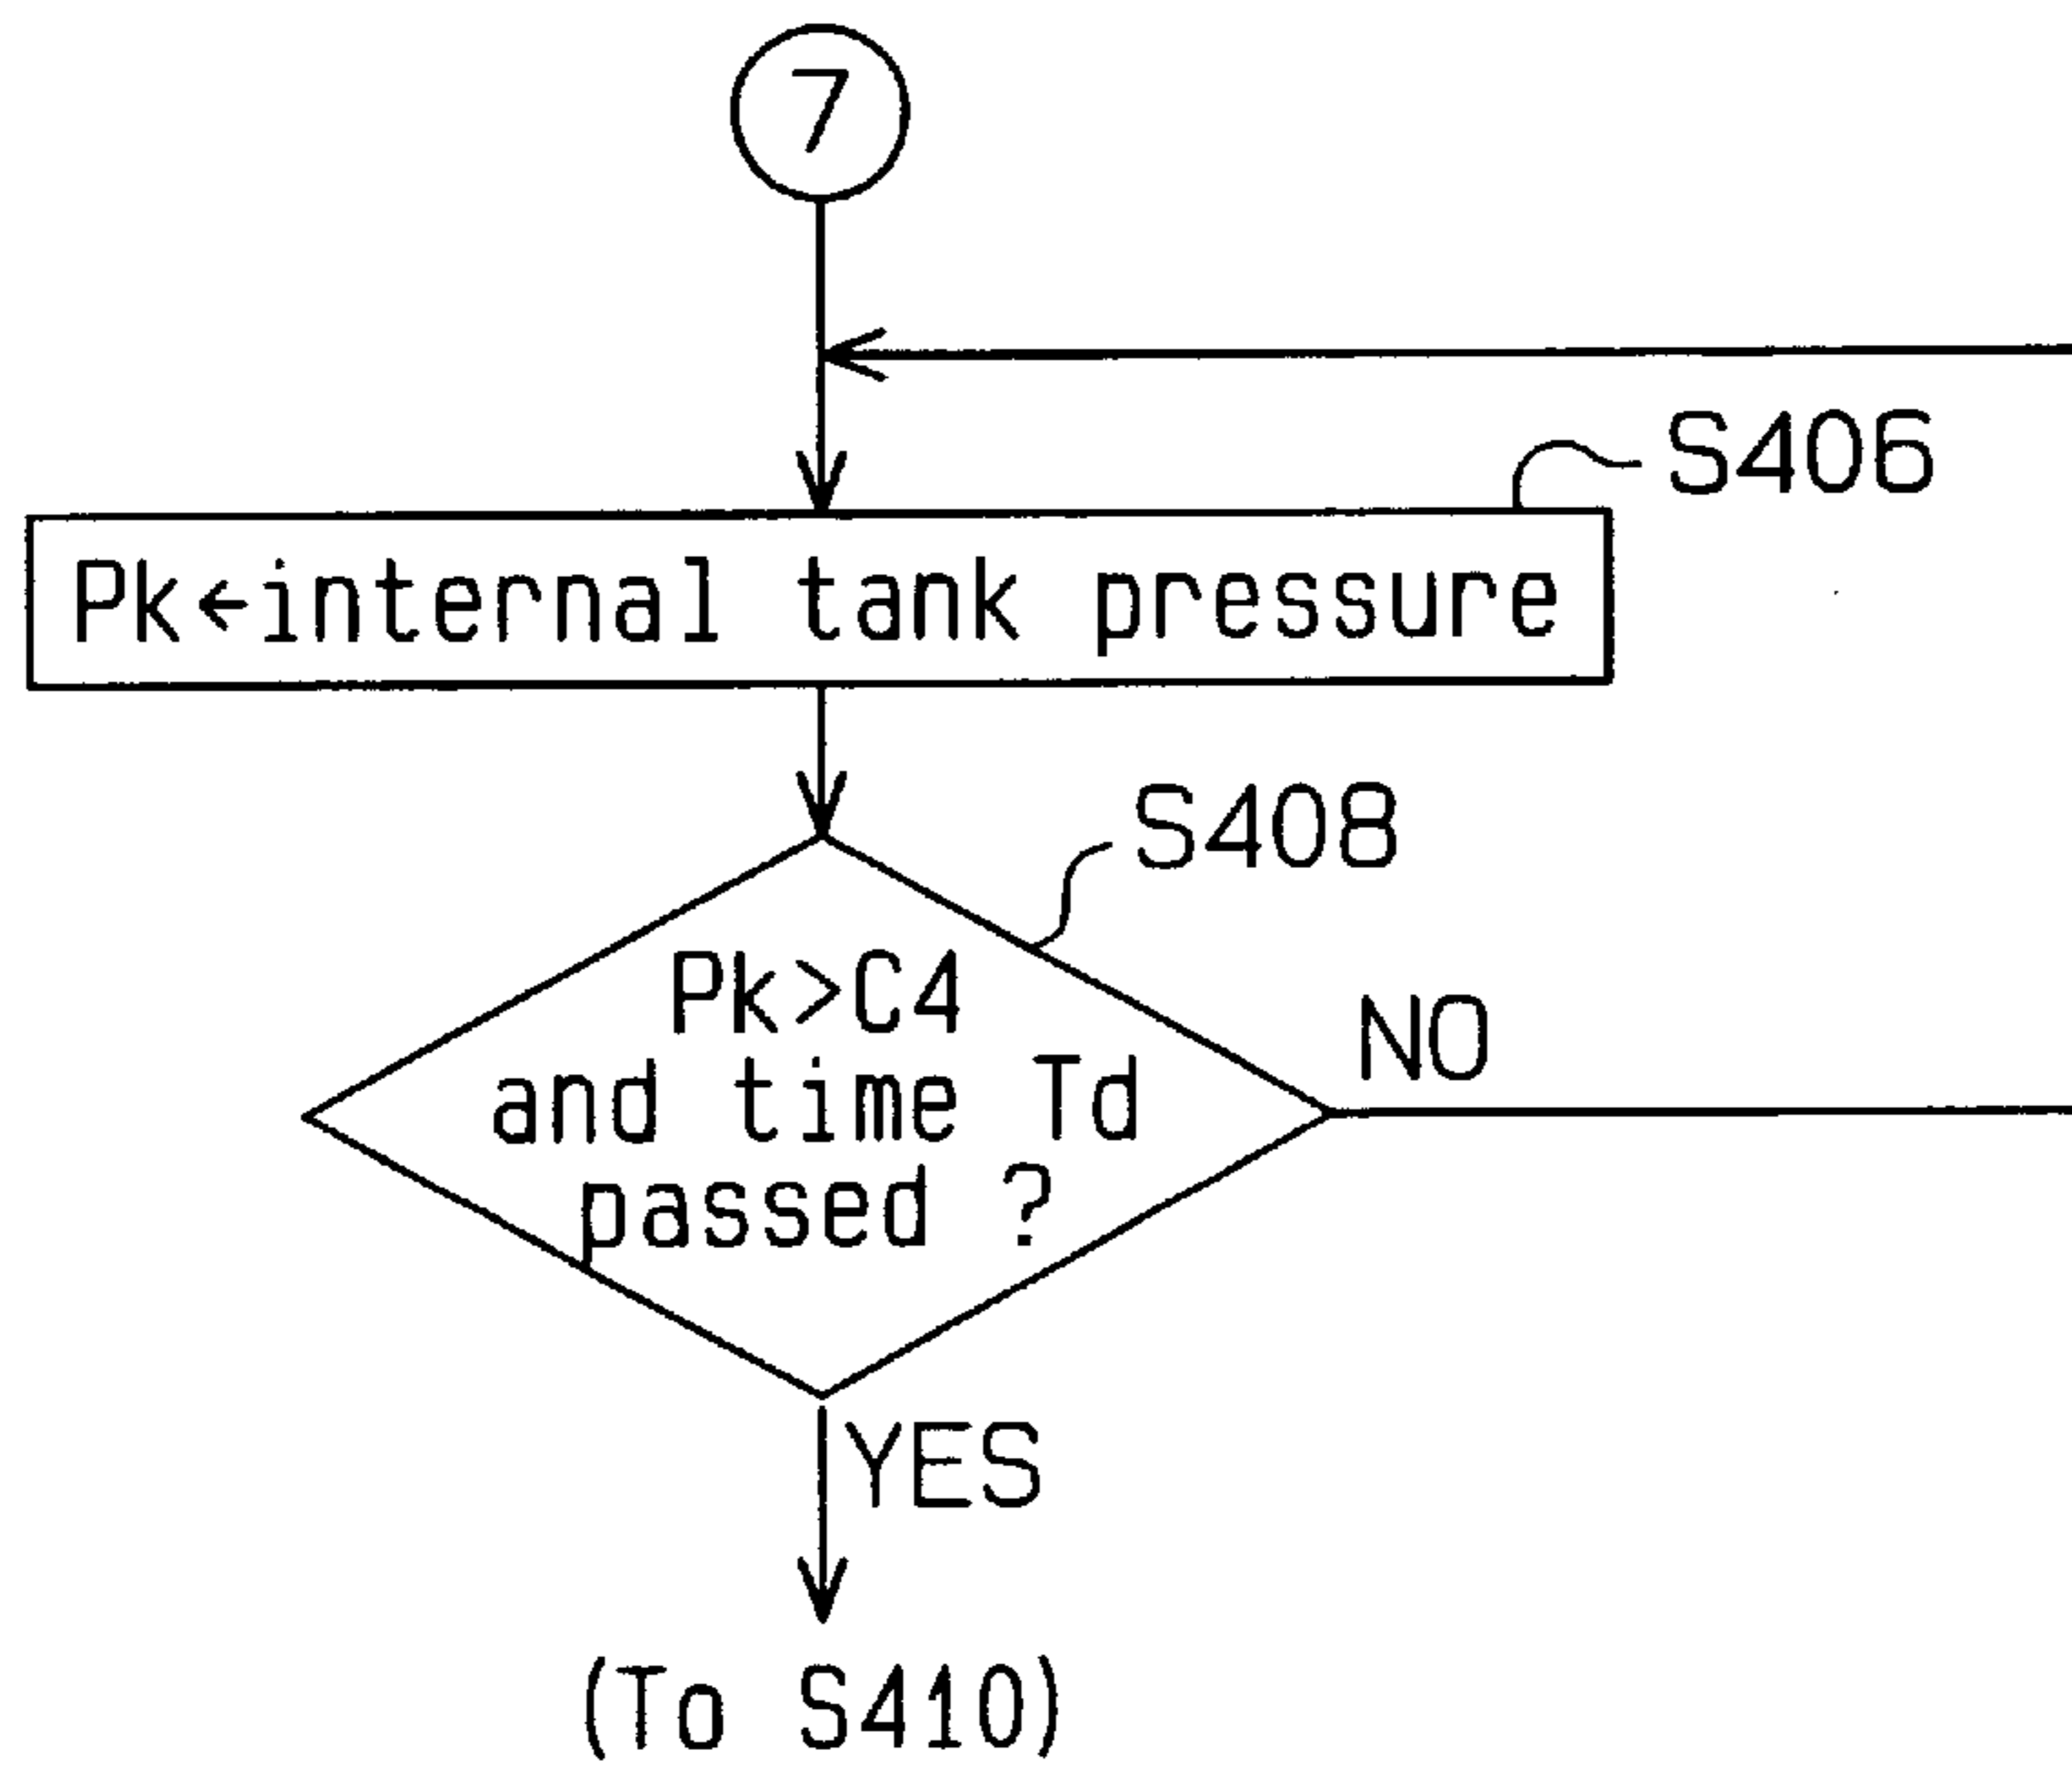 7
S406
Pk←internal tank pressure
S408
Pk>C4
and time Td
passed ?
NO
YES
(To S410)